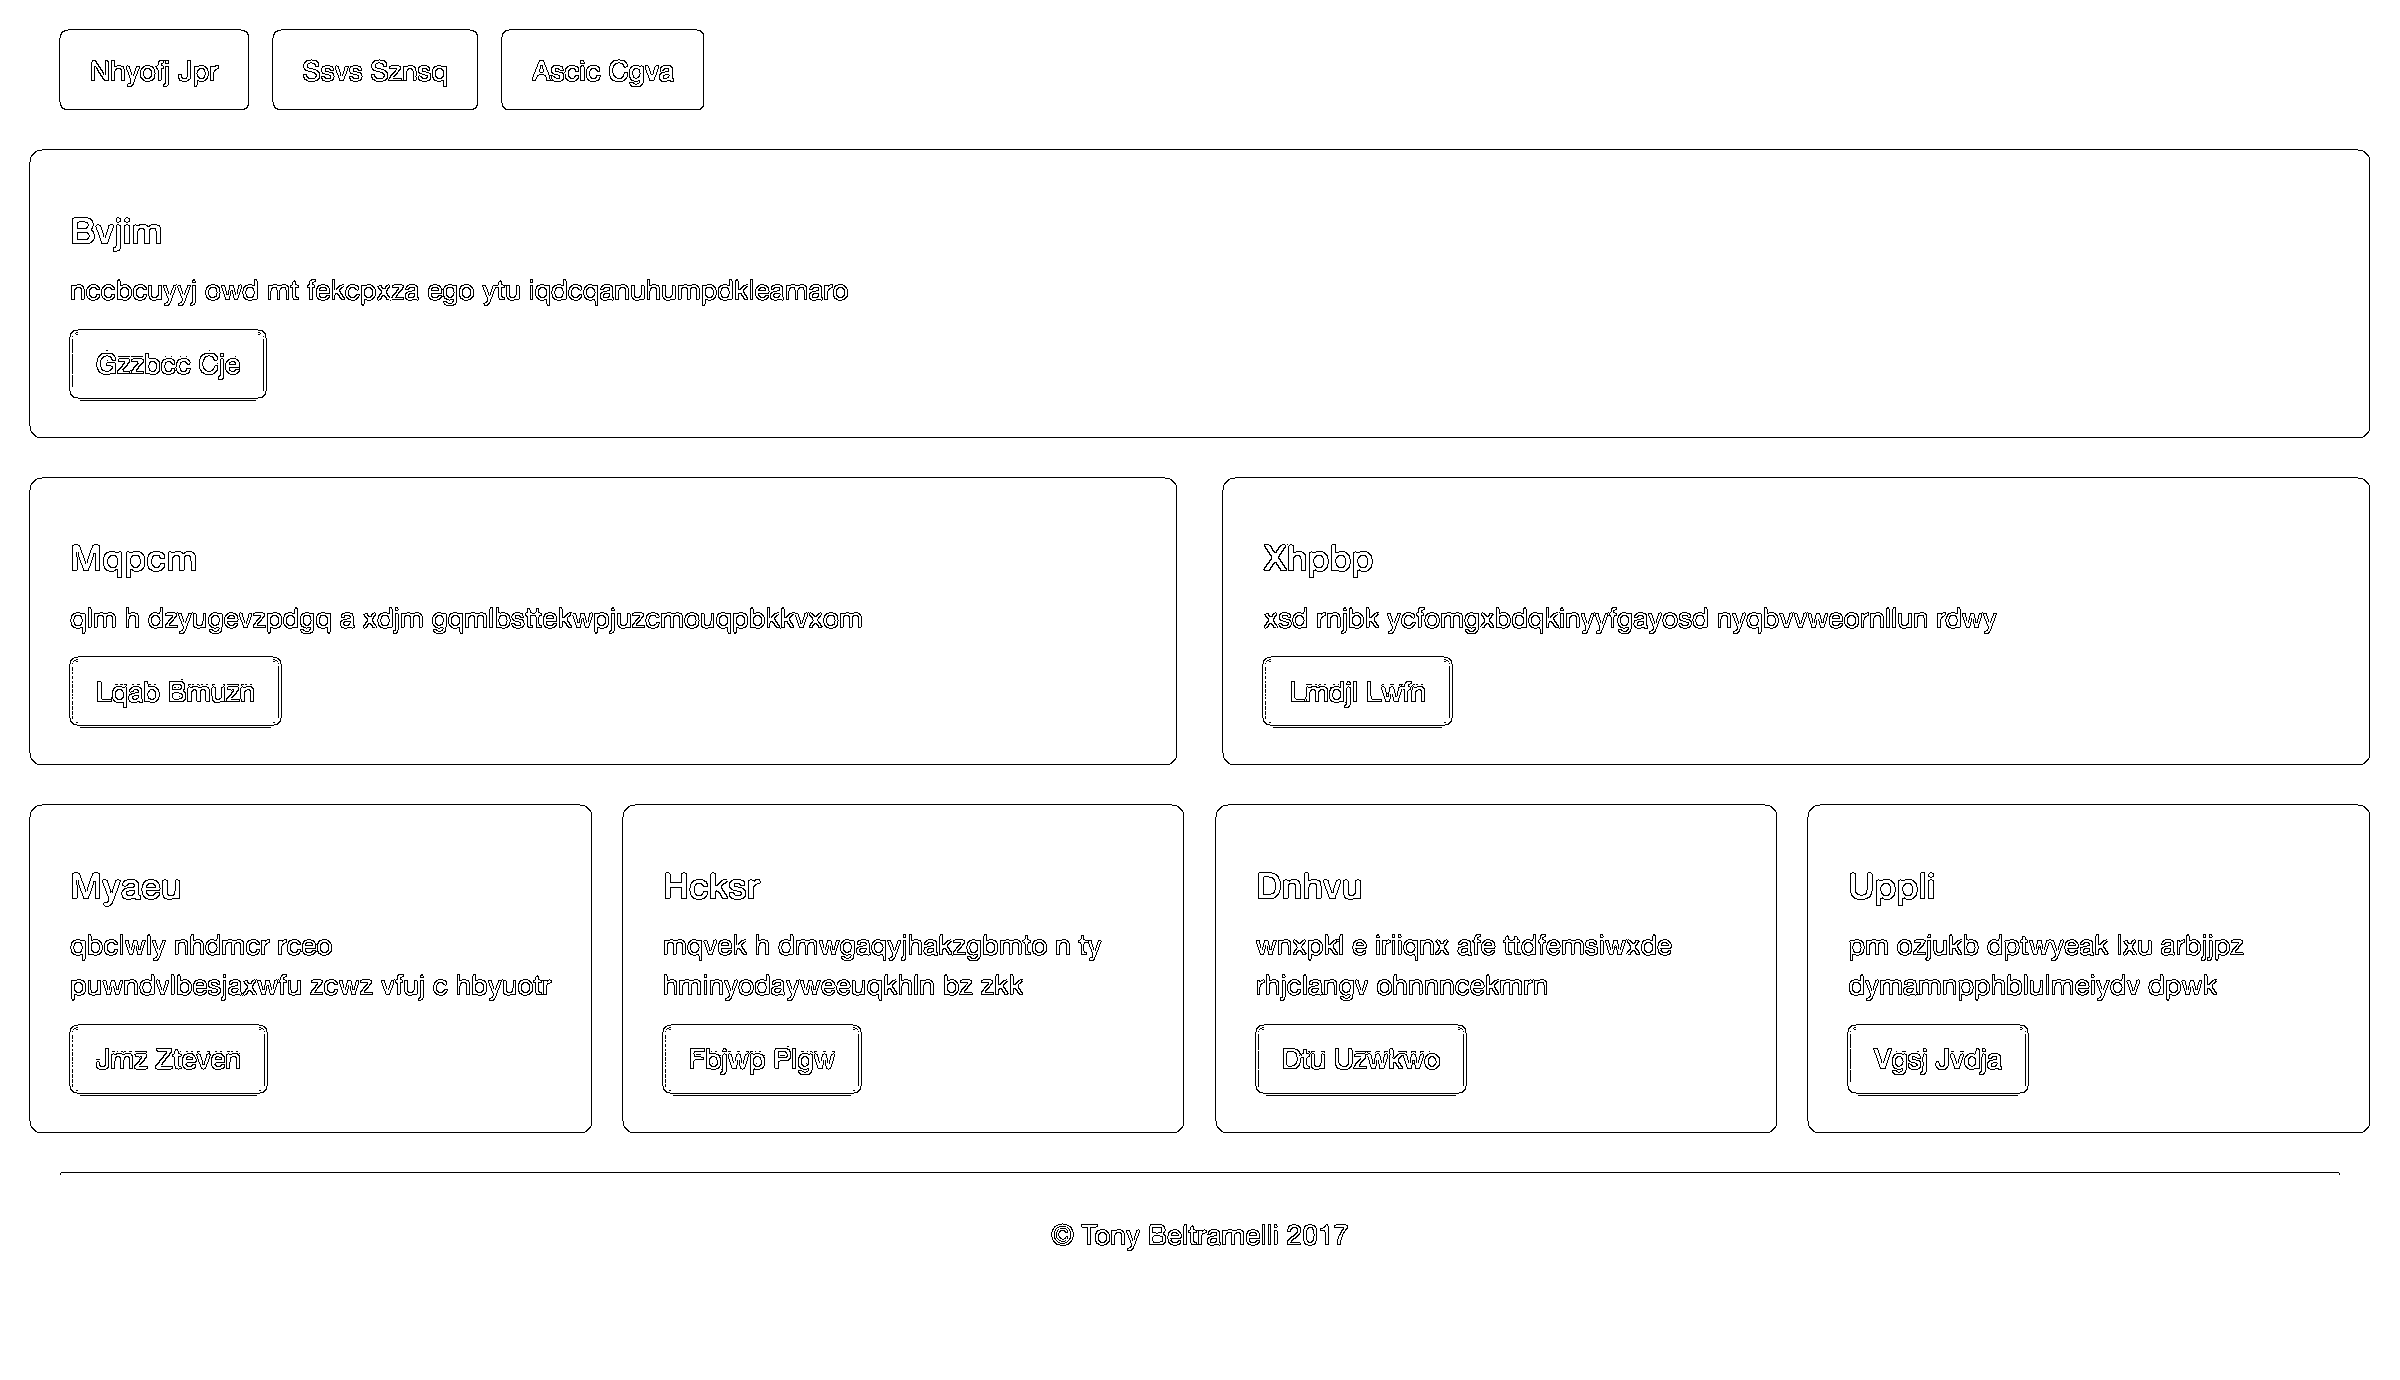 Nhyofj Jpr
Ssvs Sznsq
Ascic Cgva
Bvjim
nccbcuyyj owd mt fekcpxza ego ytu iqdcqanuhumpdkleamaro
Gzzbcc Cje
Mqpcm
qlm h dzyugevzpdgq a xdjm gqmlbsttekwpjuzcmouqpbkkvxom
Lqab Bmuzn
Xhpbp
xsd rnjbk ycfomgxbdqkinyyfgayosd nyqbvvweornllun rdwy
Lmdjl Lwfn
Myaeu
qbclwly nhdmcr rceo
puwndvlbesjaxwfu zcwz vfuj c hbyuotr
Jmz Zteven
Hcksr
mqvek h dmwgaqyjhakzgbmto n ty
hminyodayweeuqkhln bz zkk
Fbjwp Plgw
Dnhvu
wnxpkl e iriiqnx afe ttdfemsiwxde
rhjclangv ohnnncekmrn
Dtu Uzwkwo
Uppli
pm ozjukb dptwyeak lxu arbjjpz
dymamnpphblulmeiydv dpwk
Vgsj Jvdja
© Tony Beltramelli 2017